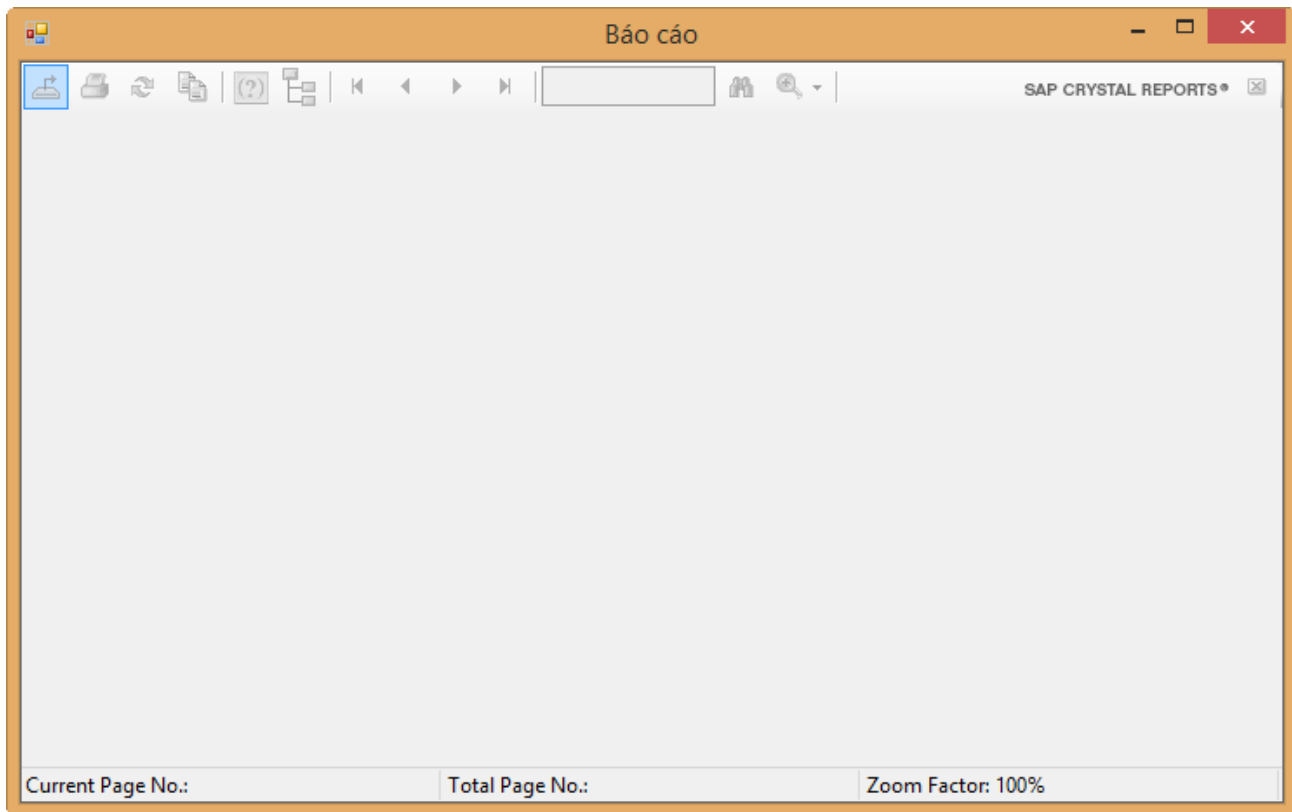 Báo cáo
(?)
SAP CRYSTAL REPORTS®
Current Page No.: Total Page No.: Zoom Factor: 100%